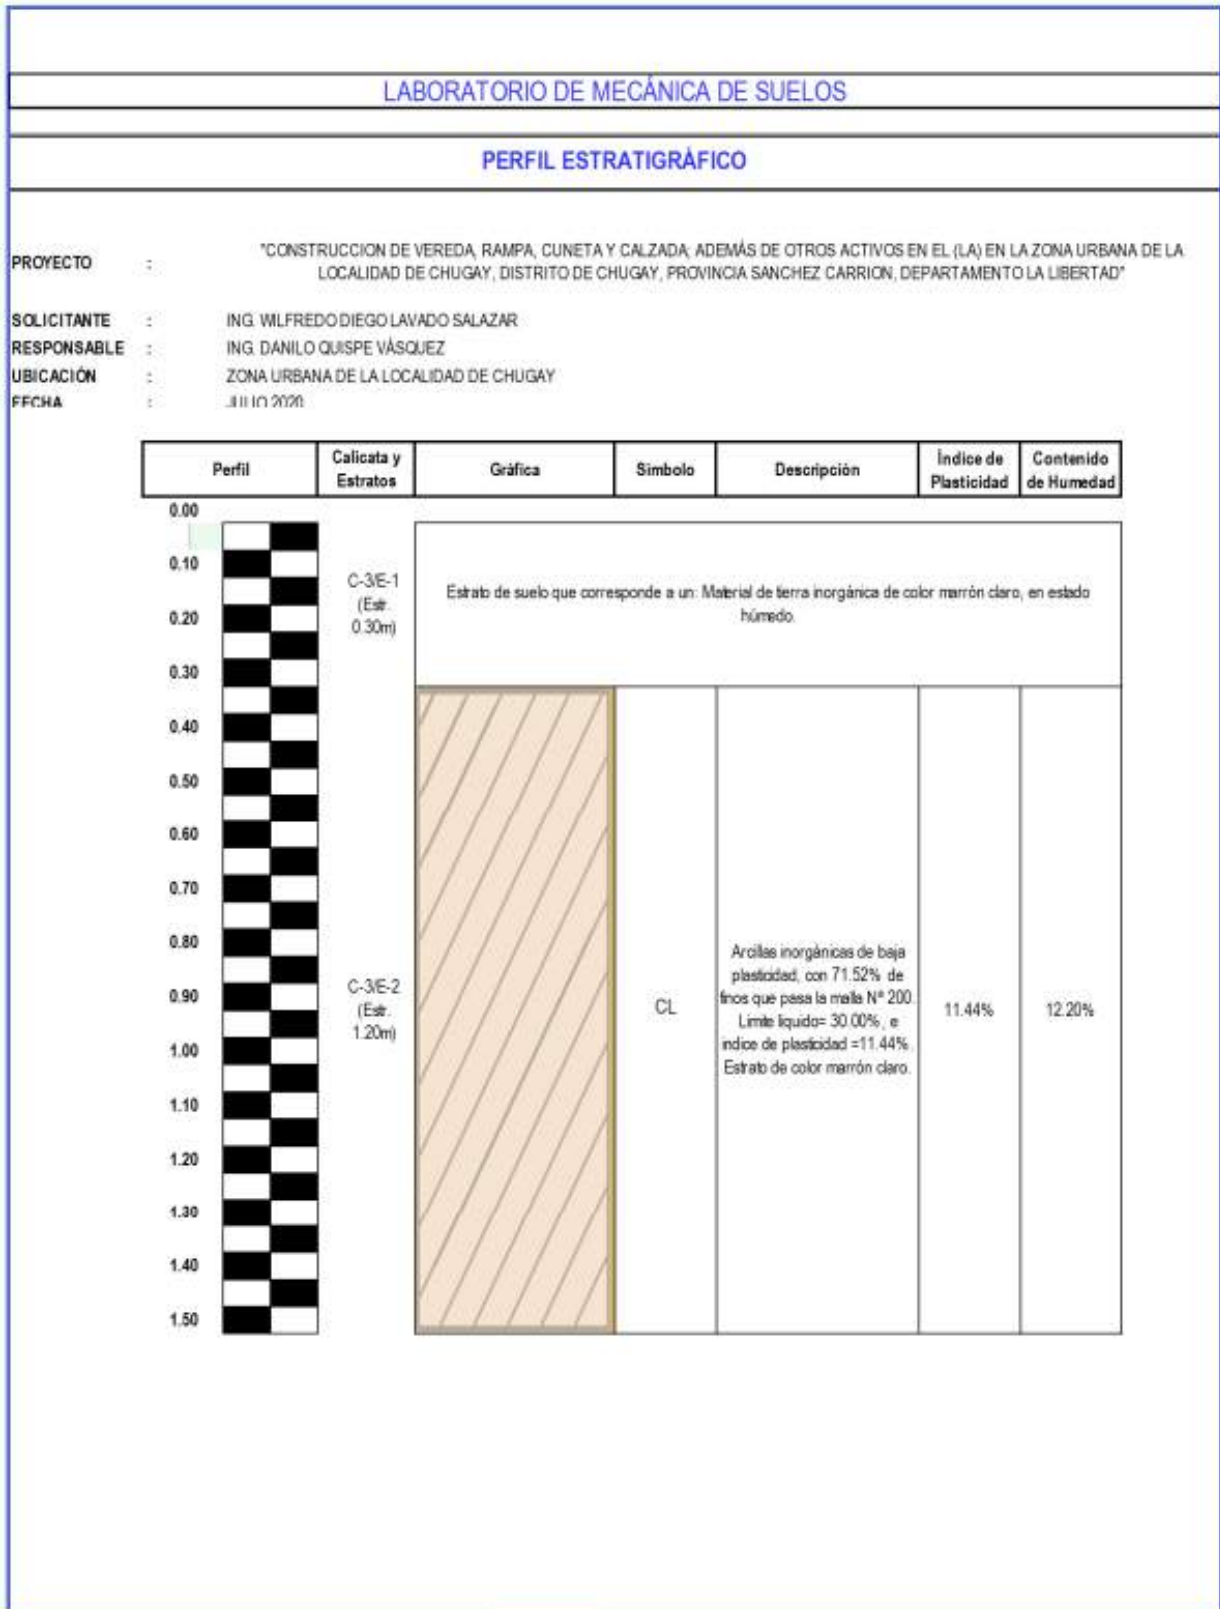 LABORATORIO DE MECÁNICA DE SUELOS
PERFIL ESTRATIGRÁFICO
PROYECTO : "CONSTRUCCION DE VEREDA, RAMPA, CUNETA Y CALZADA; ADEMÁS DE OTROS ACTIVOS EN EL (LA) EN LA ZONA URBANA DE LA
LOCALIDAD DE CHUGAY, DISTRITO DE CHUGAY, PROVINCIA SANCHEZ CARRION, DEPARTAMENTO LA LIBERTAD"
SOLICITANTE : ING. WILFREDO DIEGO LAVADO SALAZAR
RESPONSABLE : ING. DANILO QUISPE VÁSQUEZ
UBICACIÓN : ZONA URBANA DE LA LOCALIDAD DE CHUGAY
FECHA : JULIO 2020
Perfil
Calicata y
Estratos
Gráfica
Simbolo
Descripción
Índice de
Plasticidad
Contenido
de Humedad
0.00
0.10
0.20
0.30
0.40
0.50
0.60
0.70
0.80
0.90
1.00
1.10
1.20
1.30
1.40
1.50
C-3/E-1
(Estr.
0.30m)
Estrato de suelo que corresponde a un: Material de tierra inorgánica de color marrón claro, en estado
húmedo.
C-3/E-2
(Estr.
1.20m)
CL
Arcillas inorgánicas de baja
plasticidad, con 71.52% de
finos que pasa la malla Nº 200.
Limite liquido= 30.00% , e
indice de plasticidad =11.44% .
Estrato de color marrón claro.
11.44%
12.20%